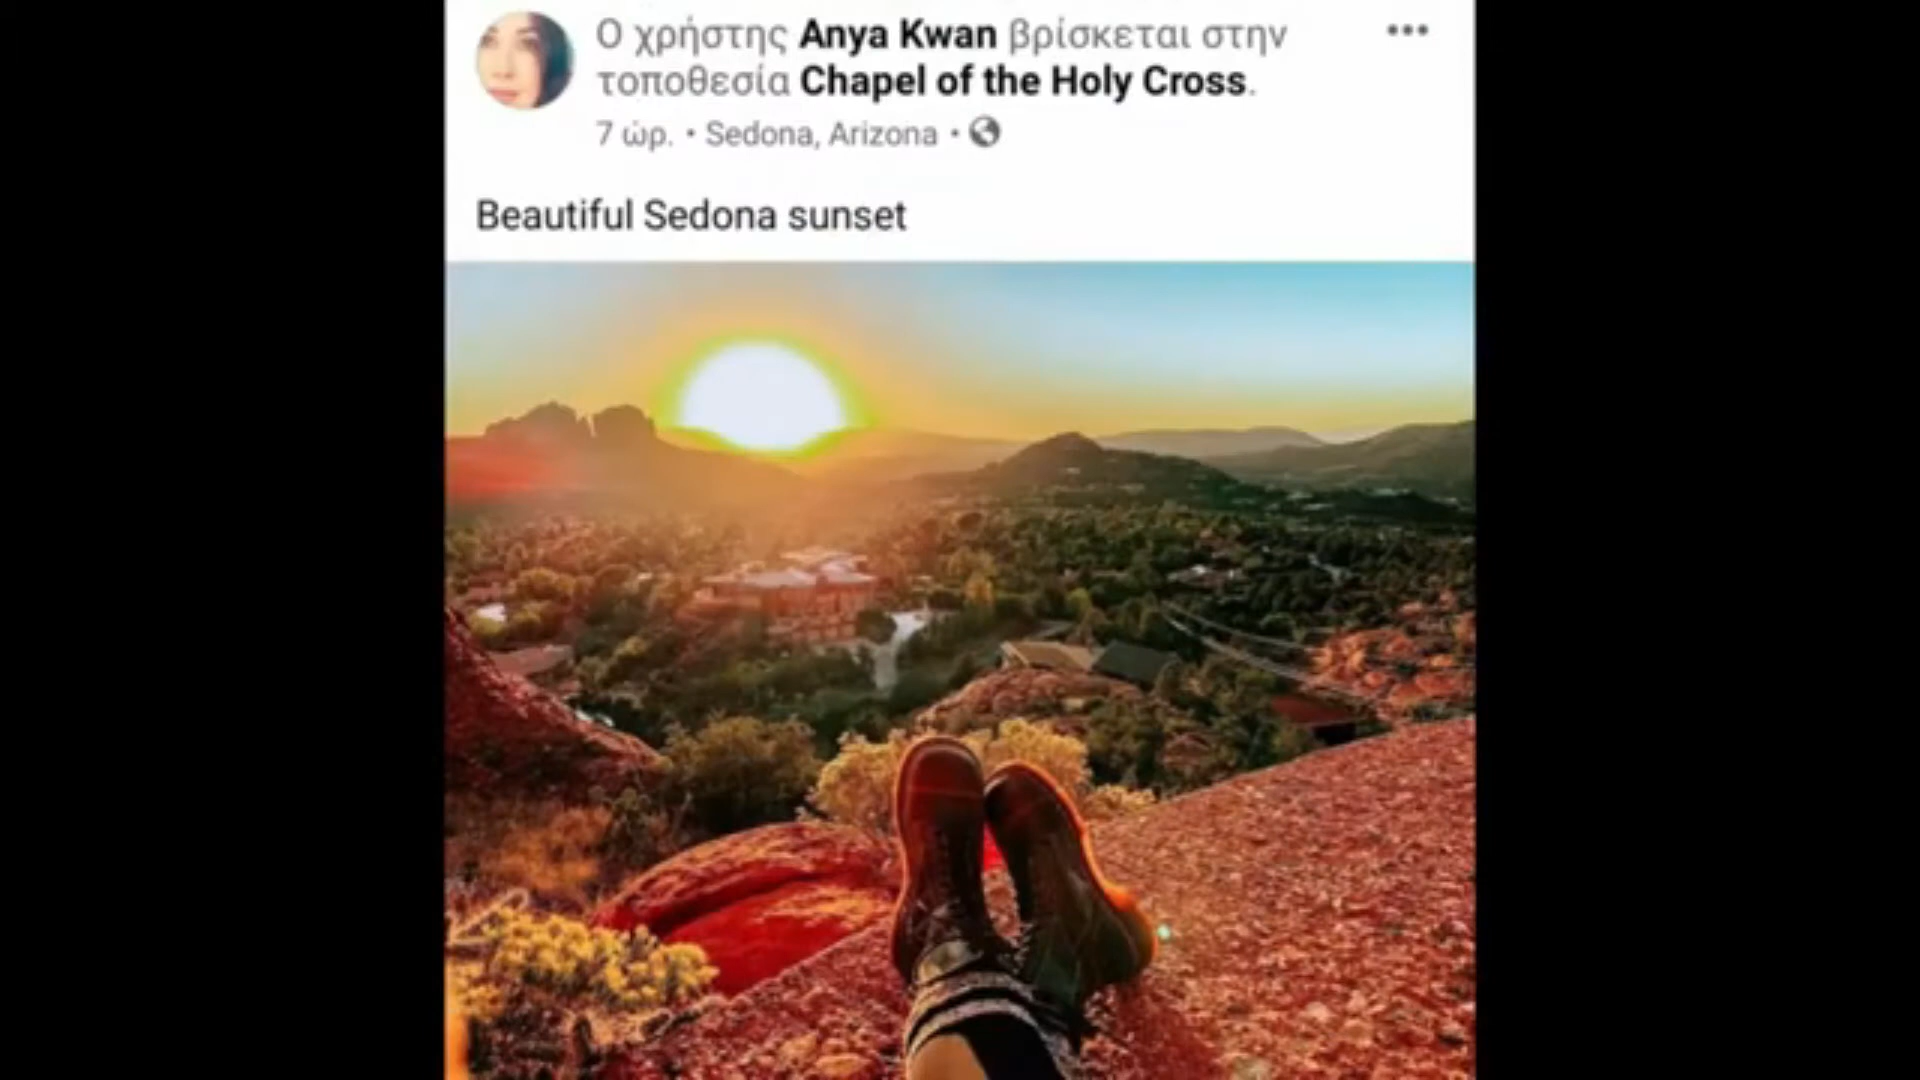 Ο χρήστης Anya Kwan βρίσκεται στην
τοποθεσία Chapel of the Holy Cross.
7 ώρ. • Sedona, Arizona •
Beautiful Sedona sunset